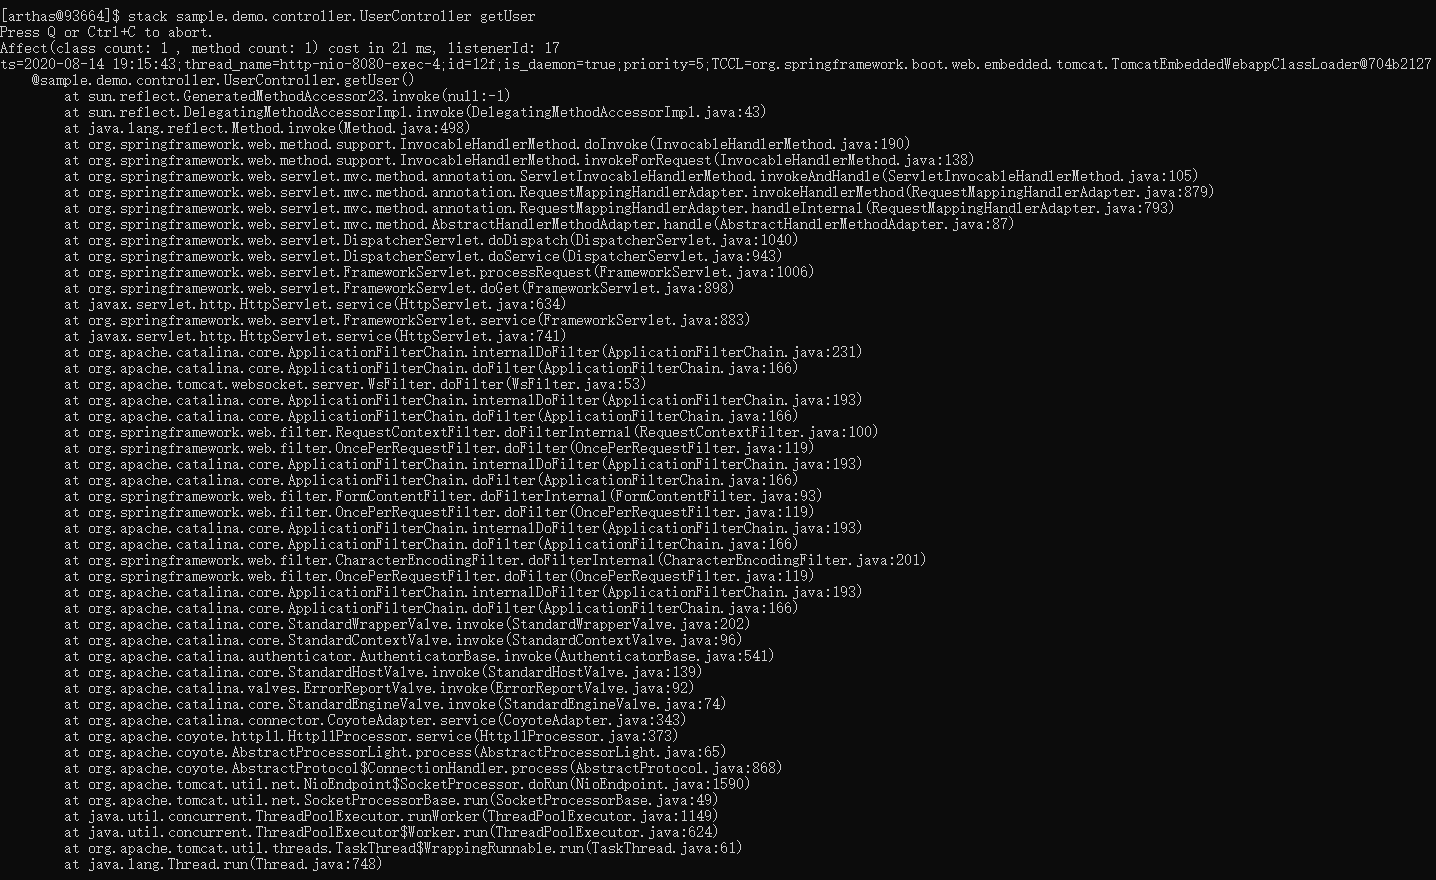 [arthas@93664]$ stack sample.demo.controller.UserController getUser
Press Q or Ctrl+C to abort.
Affect(class count: 1 , method count: 1) cost in 21 ms, listenerId: 17
ts=2020-08-14 19:15:43;thread_name=http-nio-8080-exec-4;id=12f;is_daemon=true;priority=5;TCCL=org.springframework.boot.web.embedded.tomcat.TomcatEmbeddedWebappClassLoader@704b2127
    @sample.demo.controller.UserController.getUser()
        at sun.reflect.GeneratedMethodAccessor23.invoke(null:-1)
        at sun.reflect.DelegatingMethodAccessorImpl.invoke(DelegatingMethodAccessorImpl.java:43)
        at java.lang.reflect.Method.invoke(Method.java:498)
        at org.springframework.web.method.support.InvocableHandlerMethod.doInvoke(InvocableHandlerMethod.java:190)
        at org.springframework.web.method.support.InvocableHandlerMethod.invokeForRequest(InvocableHandlerMethod.java:138)
        at org.springframework.web.servlet.mvc.method.annotation.ServletInvocableHandlerMethod.invokeAndHandle(ServletInvocableHandlerMethod.java:105)
        at org.springframework.web.servlet.mvc.method.annotation.RequestMappingHandlerAdapter.invokeHandlerMethod(RequestMappingHandlerAdapter.java:879)
        at org.springframework.web.servlet.mvc.method.annotation.RequestMappingHandlerAdapter.handleInternal(RequestMappingHandlerAdapter.java:793)
        at org.springframework.web.servlet.mvc.method.AbstractHandlerMethodAdapter.handle(AbstractHandlerMethodAdapter.java:87)
        at org.springframework.web.servlet.DispatcherServlet.doDispatch(DispatcherServlet.java:1040)
        at org.springframework.web.servlet.DispatcherServlet.doService(DispatcherServlet.java:943)
        at org.springframework.web.servlet.FrameworkServlet.processRequest(FrameworkServlet.java:1006)
        at org.springframework.web.servlet.FrameworkServlet.doGet(FrameworkServlet.java:898)
        at javax.servlet.http.HttpServlet.service(HttpServlet.java:634)
        at org.springframework.web.servlet.FrameworkServlet.service(FrameworkServlet.java:883)
        at javax.servlet.http.HttpServlet.service(HttpServlet.java:741)
        at org.apache.catalina.core.ApplicationFilterChain.internalDoFilter(ApplicationFilterChain.java:231)
        at org.apache.catalina.core.ApplicationFilterChain.doFilter(ApplicationFilterChain.java:166)
        at org.apache.tomcat.websocket.server.WsFilter.doFilter(WsFilter.java:53)
        at org.apache.catalina.core.ApplicationFilterChain.internalDoFilter(ApplicationFilterChain.java:193)
        at org.apache.catalina.core.ApplicationFilterChain.doFilter(ApplicationFilterChain.java:166)
        at org.springframework.web.filter.RequestContextFilter.doFilterInternal(RequestContextFilter.java:100)
        at org.springframework.web.filter.OncePerRequestFilter.doFilter(OncePerRequestFilter.java:119)
        at org.apache.catalina.core.ApplicationFilterChain.internalDoFilter(ApplicationFilterChain.java:193)
        at org.apache.catalina.core.ApplicationFilterChain.doFilter(ApplicationFilterChain.java:166)
        at org.springframework.web.filter.FormContentFilter.doFilterInternal(FormContentFilter.java:93)
        at org.springframework.web.filter.OncePerRequestFilter.doFilter(OncePerRequestFilter.java:119)
        at org.apache.catalina.core.ApplicationFilterChain.internalDoFilter(ApplicationFilterChain.java:193)
        at org.apache.catalina.core.ApplicationFilterChain.doFilter(ApplicationFilterChain.java:166)
        at org.springframework.web.filter.CharacterEncodingFilter.doFilterInternal(CharacterEncodingFilter.java:201)
        at org.springframework.web.filter.OncePerRequestFilter.doFilter(OncePerRequestFilter.java:119)
        at org.apache.catalina.core.ApplicationFilterChain.internalDoFilter(ApplicationFilterChain.java:193)
        at org.apache.catalina.core.ApplicationFilterChain.doFilter(ApplicationFilterChain.java:166)
        at org.apache.catalina.core.StandardWrapperValve.invoke(StandardWrapperValve.java:202)
        at org.apache.catalina.core.StandardContextValve.invoke(StandardContextValve.java:96)
        at org.apache.catalina.authenticator.AuthenticatorBase.invoke(AuthenticatorBase.java:541)
        at org.apache.catalina.core.StandardHostValve.invoke(StandardHostValve.java:139)
        at org.apache.catalina.valves.ErrorReportValve.invoke(ErrorReportValve.java:92)
        at org.apache.catalina.core.StandardEngineValve.invoke(StandardEngineValve.java:74)
        at org.apache.catalina.connector.CoyoteAdapter.service(CoyoteAdapter.java:343)
        at org.apache.coyote.http11.Http11Processor.service(Http11Processor.java:373)
        at org.apache.coyote.AbstractProcessorLight.process(AbstractProcessorLight.java:65)
        at org.apache.coyote.AbstractProtocol$ConnectionHandler.process(AbstractProtocol.java:868)
        at org.apache.tomcat.util.net.NioEndpoint$SocketProcessor.doRun(NioEndpoint.java:1590)
        at org.apache.tomcat.util.net.SocketProcessorBase.run(SocketProcessorBase.java:49)
        at java.util.concurrent.ThreadPoolExecutor.runWorker(ThreadPoolExecutor.java:1149)
        at java.util.concurrent.ThreadPoolExecutor$Worker.run(ThreadPoolExecutor.java:624)
        at org.apache.tomcat.util.threads.TaskThread$WrappingRunnable.run(TaskThread.java:61)
        at java.lang.Thread.run(Thread.java:748)